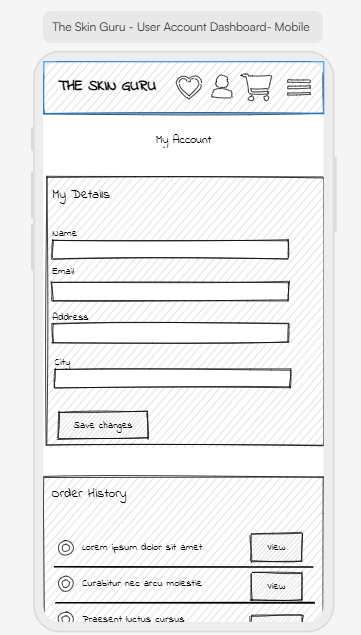 The Skin Guru - User Account Dashboard- Mobile
THE SKIN GURU
My Account
My Details
Name
Email
Address
City
Save changes
Order History
Lorem ipsum dolor sit amet
View
Curabitur nec arcu molestie
View
Praesent luctus cursus